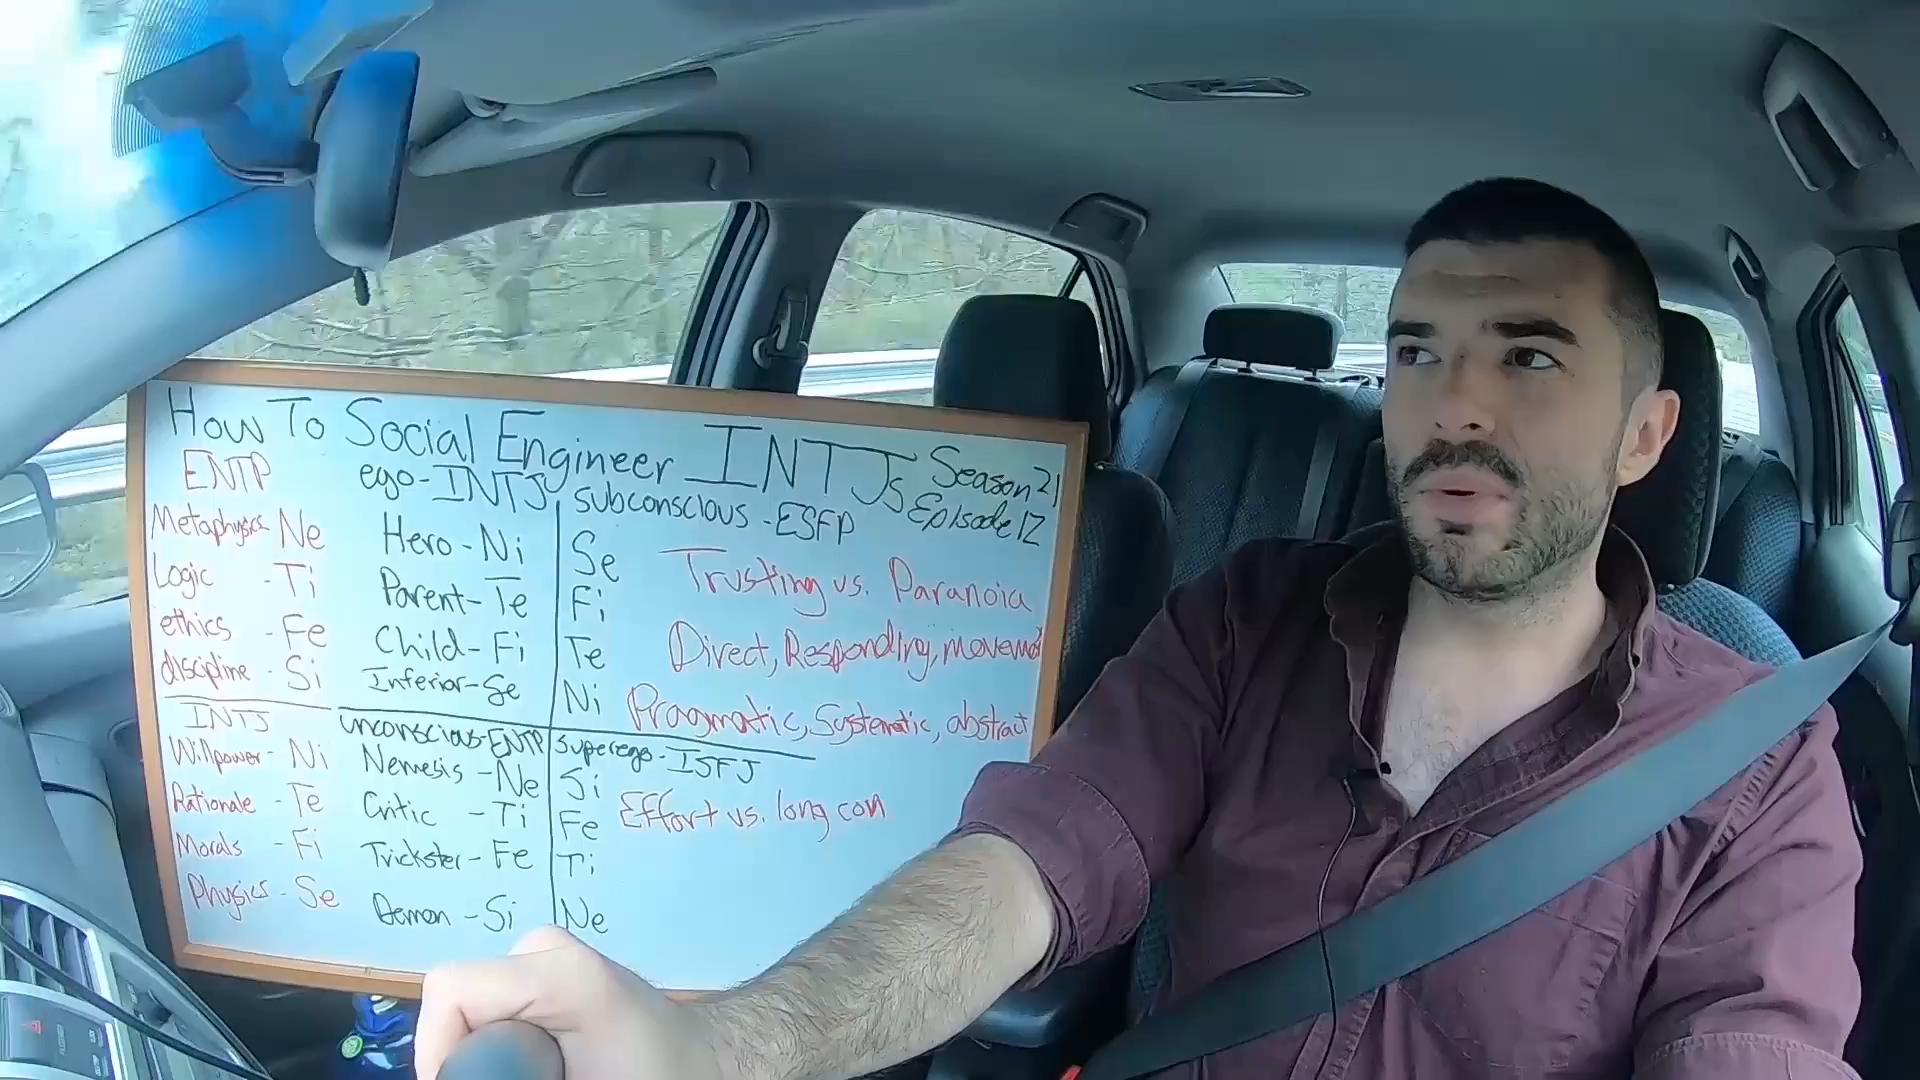 How To Social Engineer INTJs Season 21
Episode 12
ENTP
Metaphysics Ne
Logic - Ti
ethics - Fe
discipline - Si
INTJ
Willpower - Ni
Rationale - Te
Morals - Fi
Physics - Se
ego - INTJ
Hero - Ni
Parent - Te
Child - Fi
Inferior - Se
subconscious - ESFP
Se
Fi
Te
Ni
unconscious - ENTP
Nemesis - Ne
Critic - Ti
Trickster - Fe
Demon - Si
superego - ISFJ
Si
Fe
Ti
Ne
Trusting vs. Paranoia
Direct, Responding, movement
Pragmatic, Systematic, abstract
Effort vs. long con